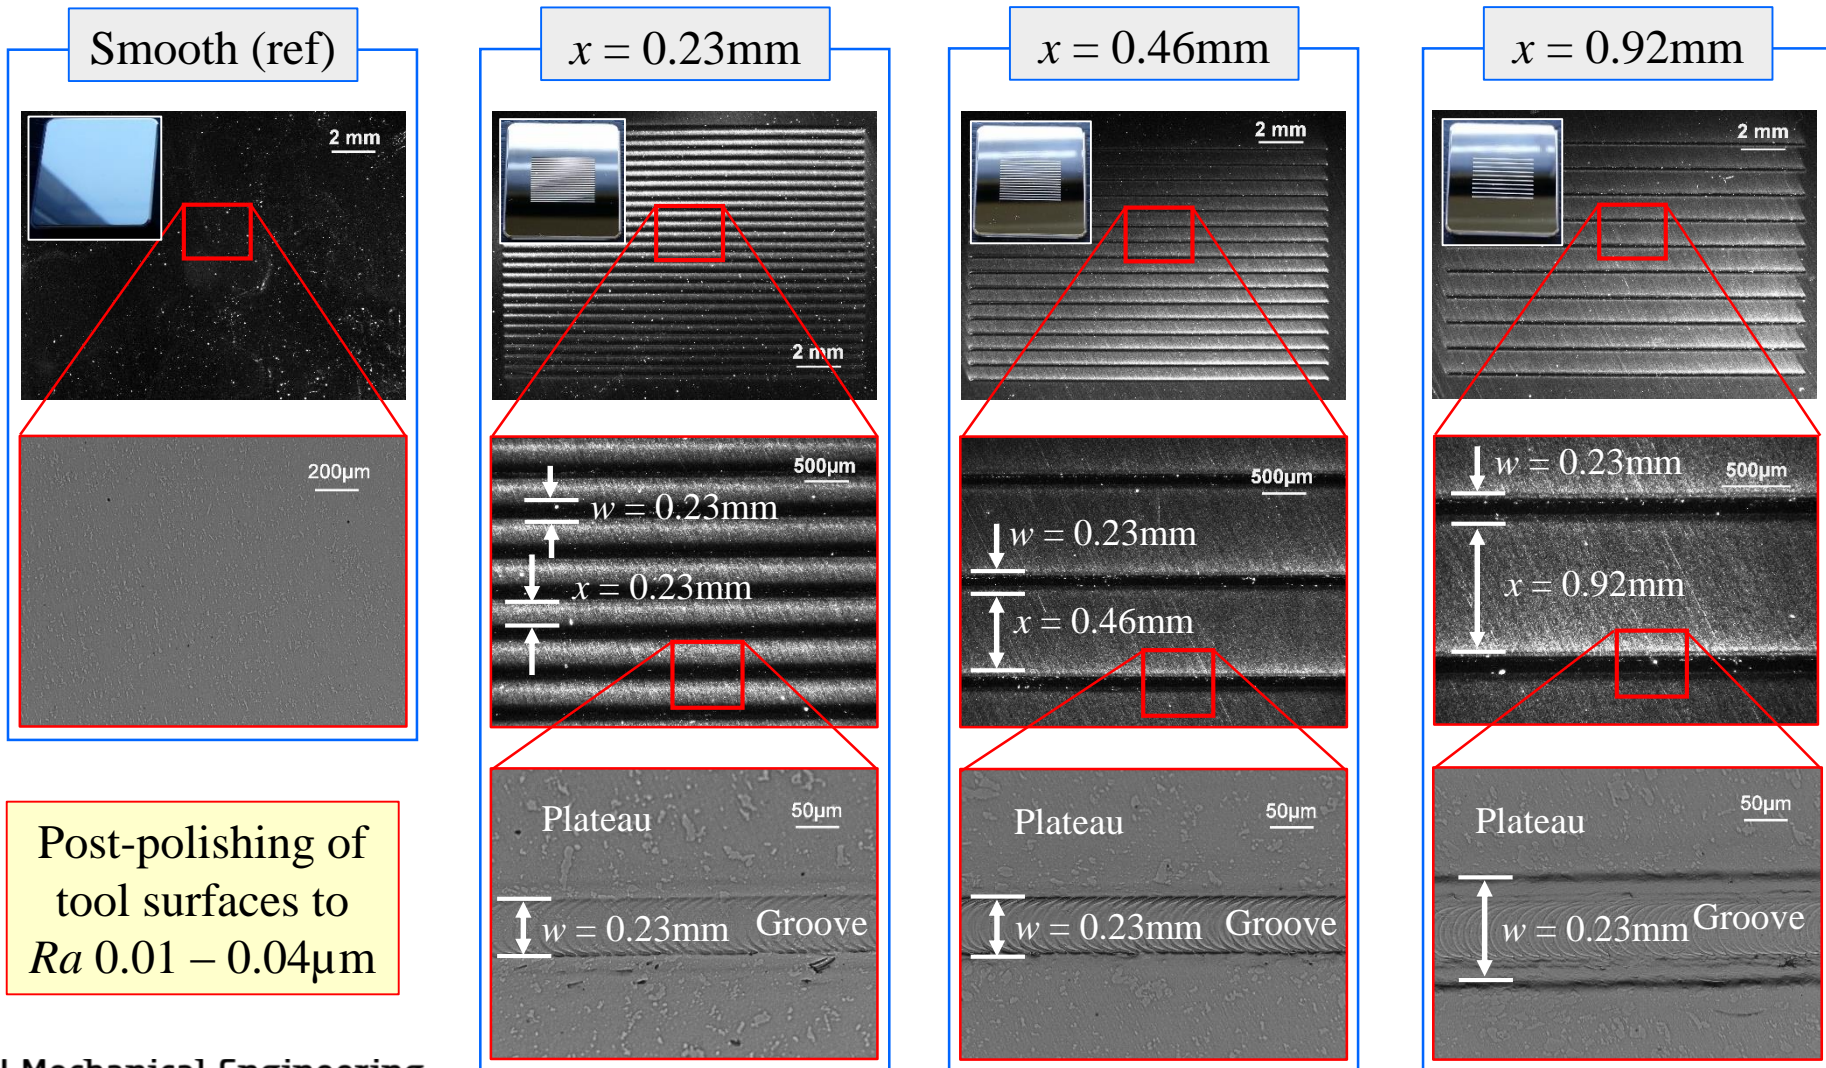 Smooth (ref)
2 mm
200µm
Post-polishing of
tool surfaces to
Ra 0.01 – 0.04µm
x = 0.23mm
2 mm
500µm
w = 0.23mm
x = 0.23mm
Plateau
50µm
w = 0.23mm
Groove
x = 0.46mm
2 mm
500µm
w = 0.23mm
x = 0.46mm
Plateau
50µm
w = 0.23mm
Groove
x = 0.92mm
2 mm
w = 0.23mm
500µm
x = 0.92mm
50µm
Plateau
Groove
w = 0.23mm
Mechanical Engineering